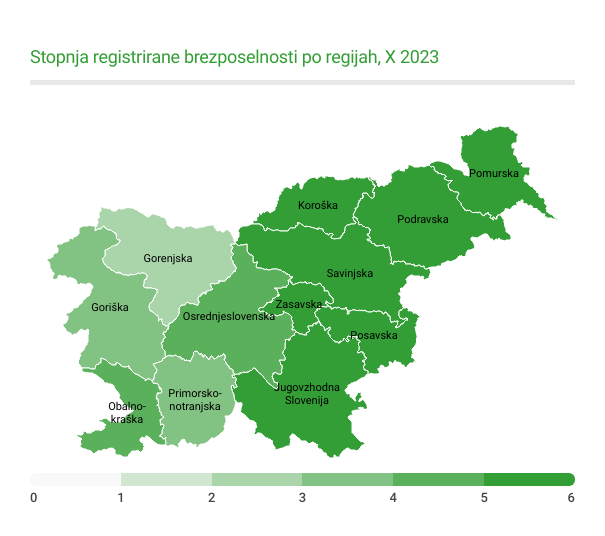 Stopnja registrirane brezposelnosti po regijah, X 2023
Pomurska
Koroška
Podravska
Gorenjska
Savinjska
Goriška
Zasavska
Osrednjeslovenska
Posavska
Jugovzhodna
Slovenija
Primorsko-
notranjska
Obalno-
kraška
0 1 2 3 4 5 6